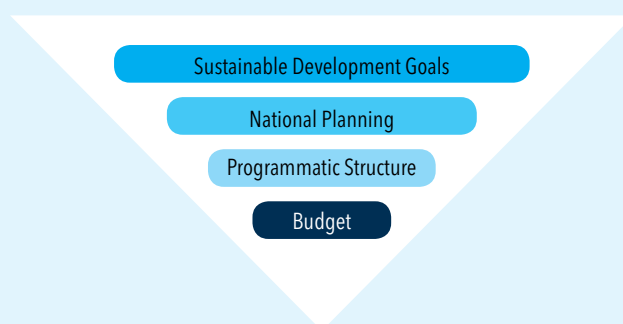 Sustainable Development Goals
National Planning
Programmatic Structure
Budget